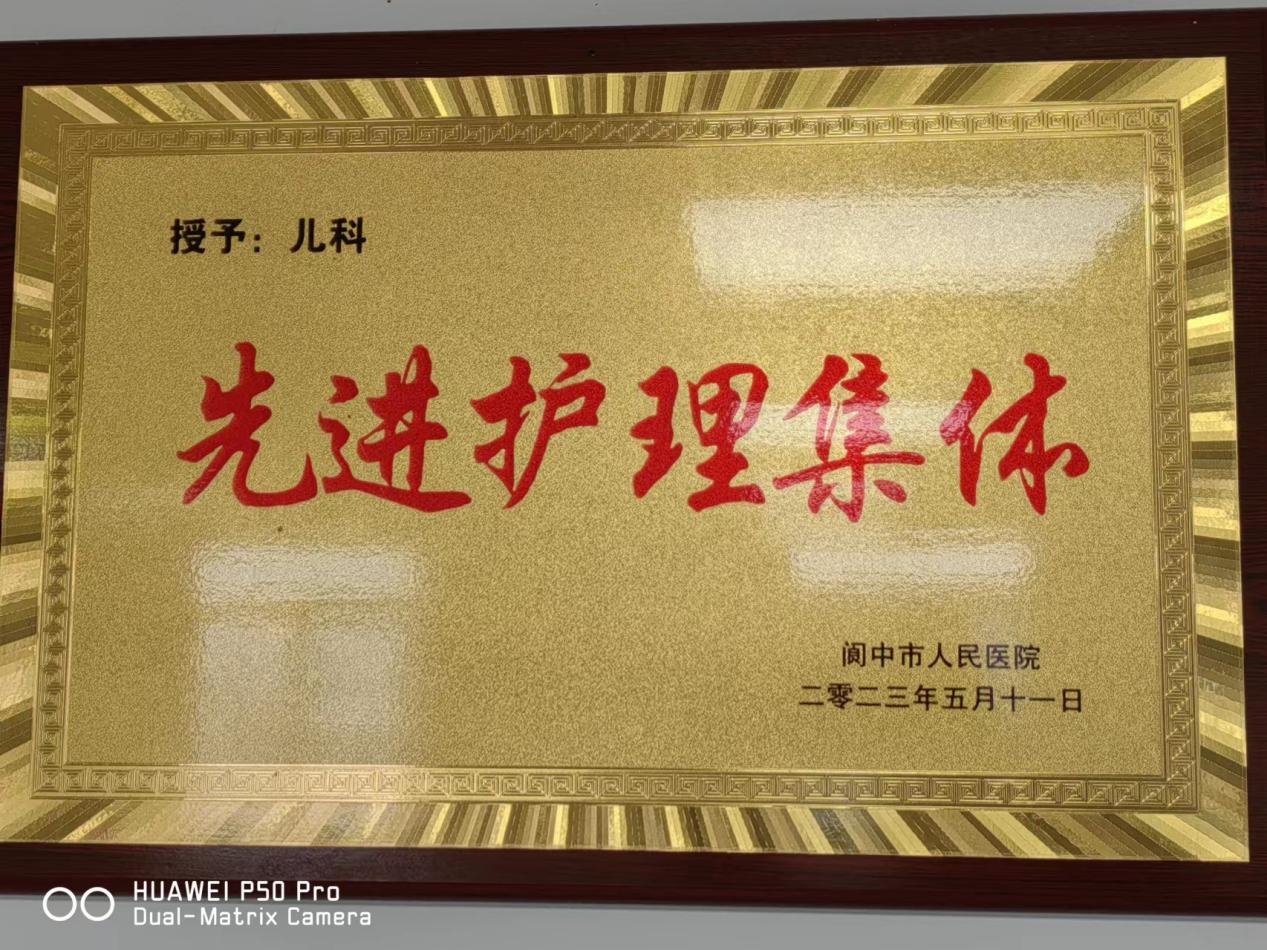 授予：儿科
先进护理集体
阆中市人民医院
二零二三年五月十一日
HUAWEI P50 Pro
Dual-Matrix Camera